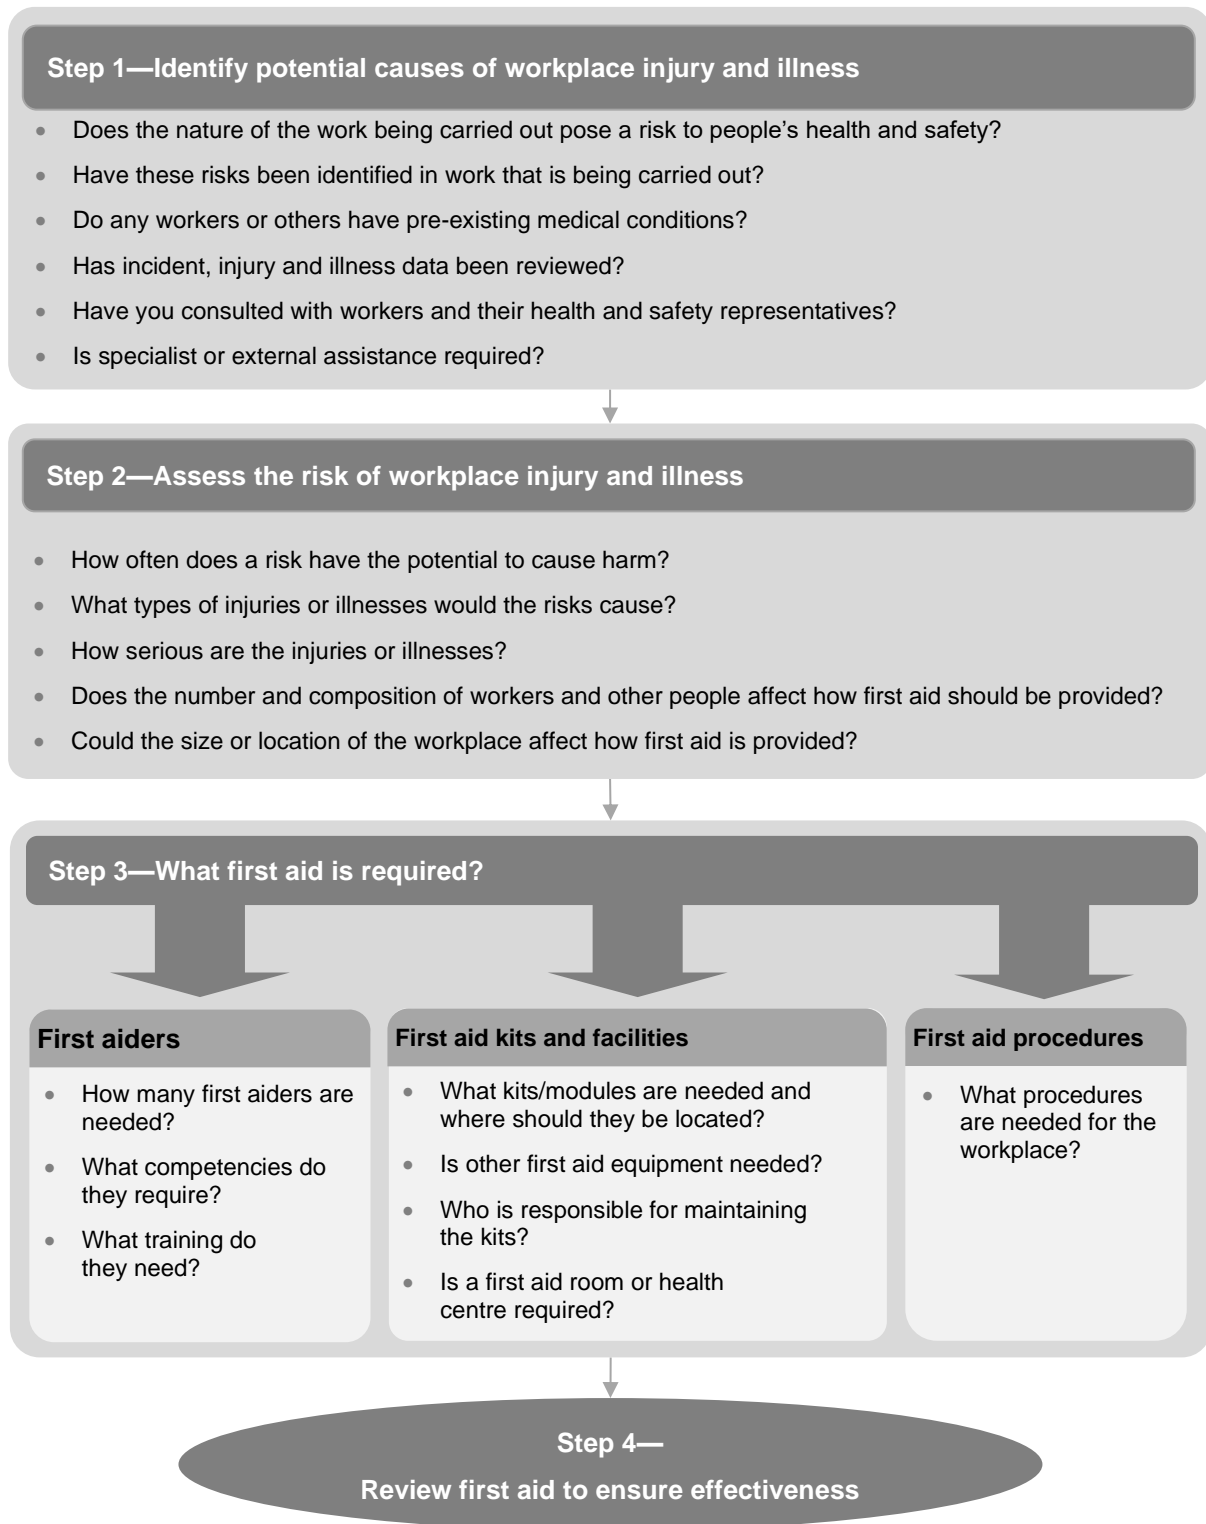 Step 1—Identify potential causes of workplace injury and illness
• Does the nature of the work being carried out pose a risk to people's health and safety?
• Have these risks been identified in work that is being carried out?
• Do any workers or others have pre-existing medical conditions?
• Has incident, injury and illness data been reviewed?
• Have you consulted with workers and their health and safety representatives?
• Is specialist or external assistance required?
Step 2—Assess the risk of workplace injury and illness
• How often does a risk have the potential to cause harm?
• What types of injuries or illnesses would the risks cause?
• How serious are the injuries or illnesses?
• Does the number and composition of workers and other people affect how first aid should be provided?
• Could the size or location of the workplace affect how first aid is provided?
Step 3—What first aid is required?
First aiders
• How many first aiders are
needed?
• What competencies do
they require?
• What training do
they need?
First aid kits and facilities
• What kits/modules are needed and
where should they be located?
• Is other first aid equipment needed?
• Who is responsible for maintaining
the kits?
• Is a first aid room or health
centre required?
First aid procedures
• What procedures
are needed for the
workplace?
Step 4—
Review first aid to ensure effectiveness